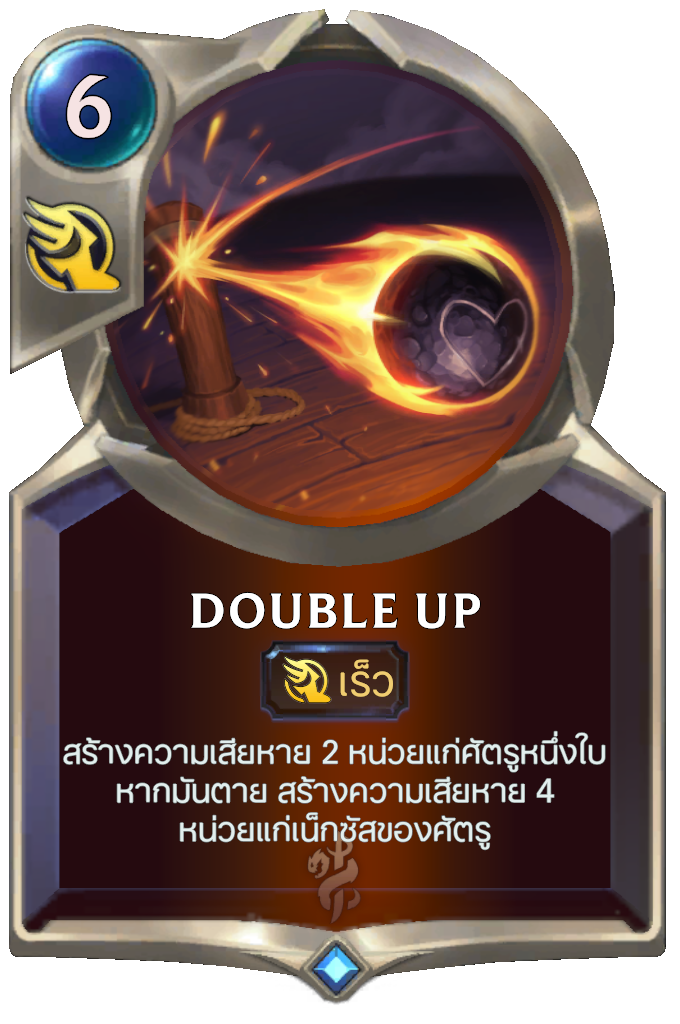 6
DOUBLE UP
เร็ว
สร้างความเสียหาย 2 หน่วยแก่ศัตรูหนึ่งใบ
หากมันตาย สร้างความเสียหาย 4
หน่วยแก่เน็กซัสของศัตรู